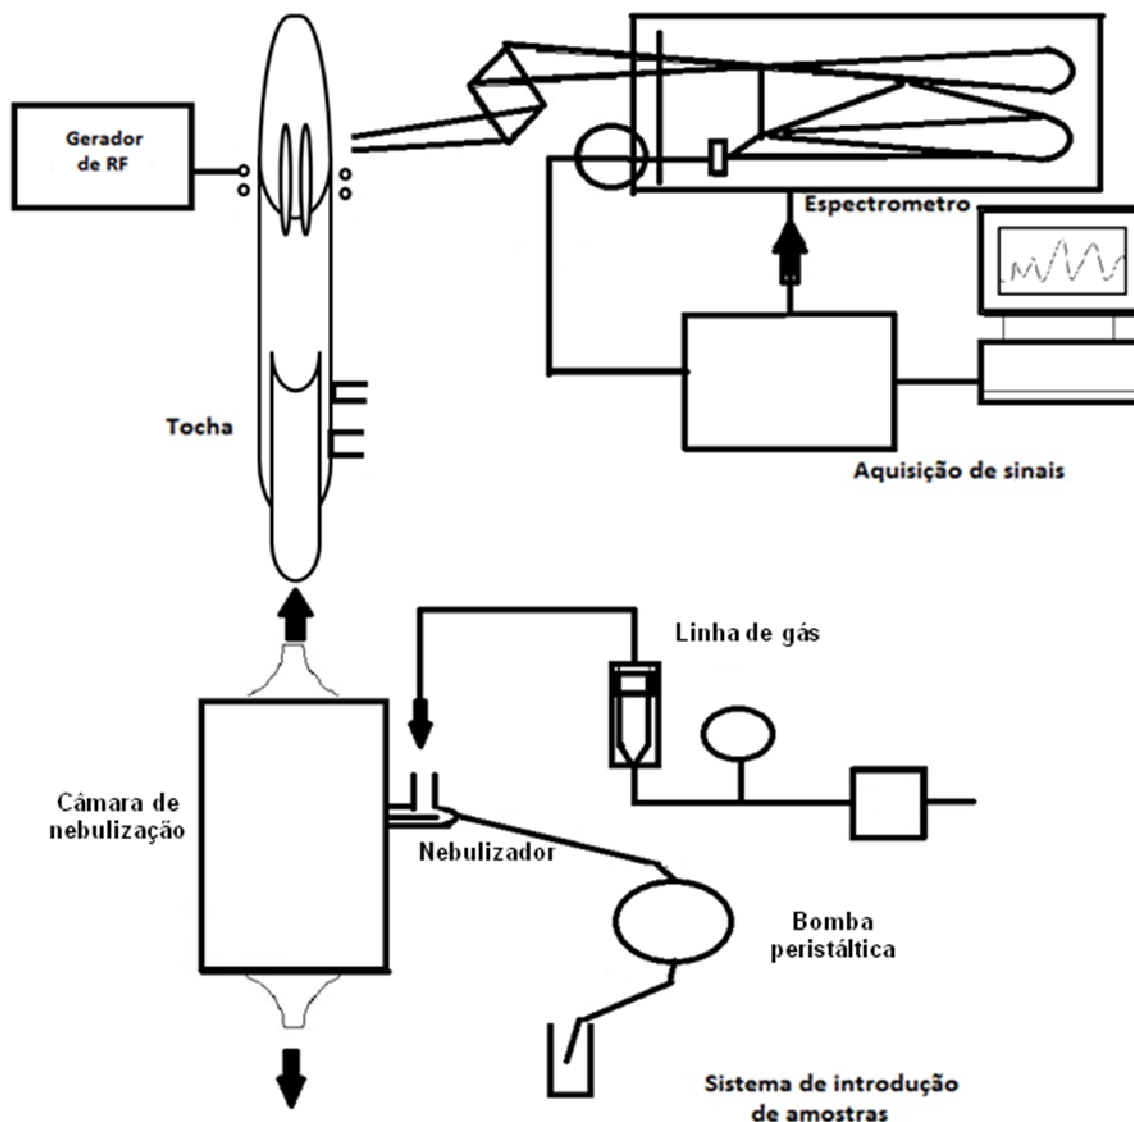 Gerador
de RF
Espectrometro
Tocha
Aquisição de sinais
Linha de gás
Câmara de
nebulização
Nebulizador
Bomba
peristáltica
Sistema de introdução
de amostras